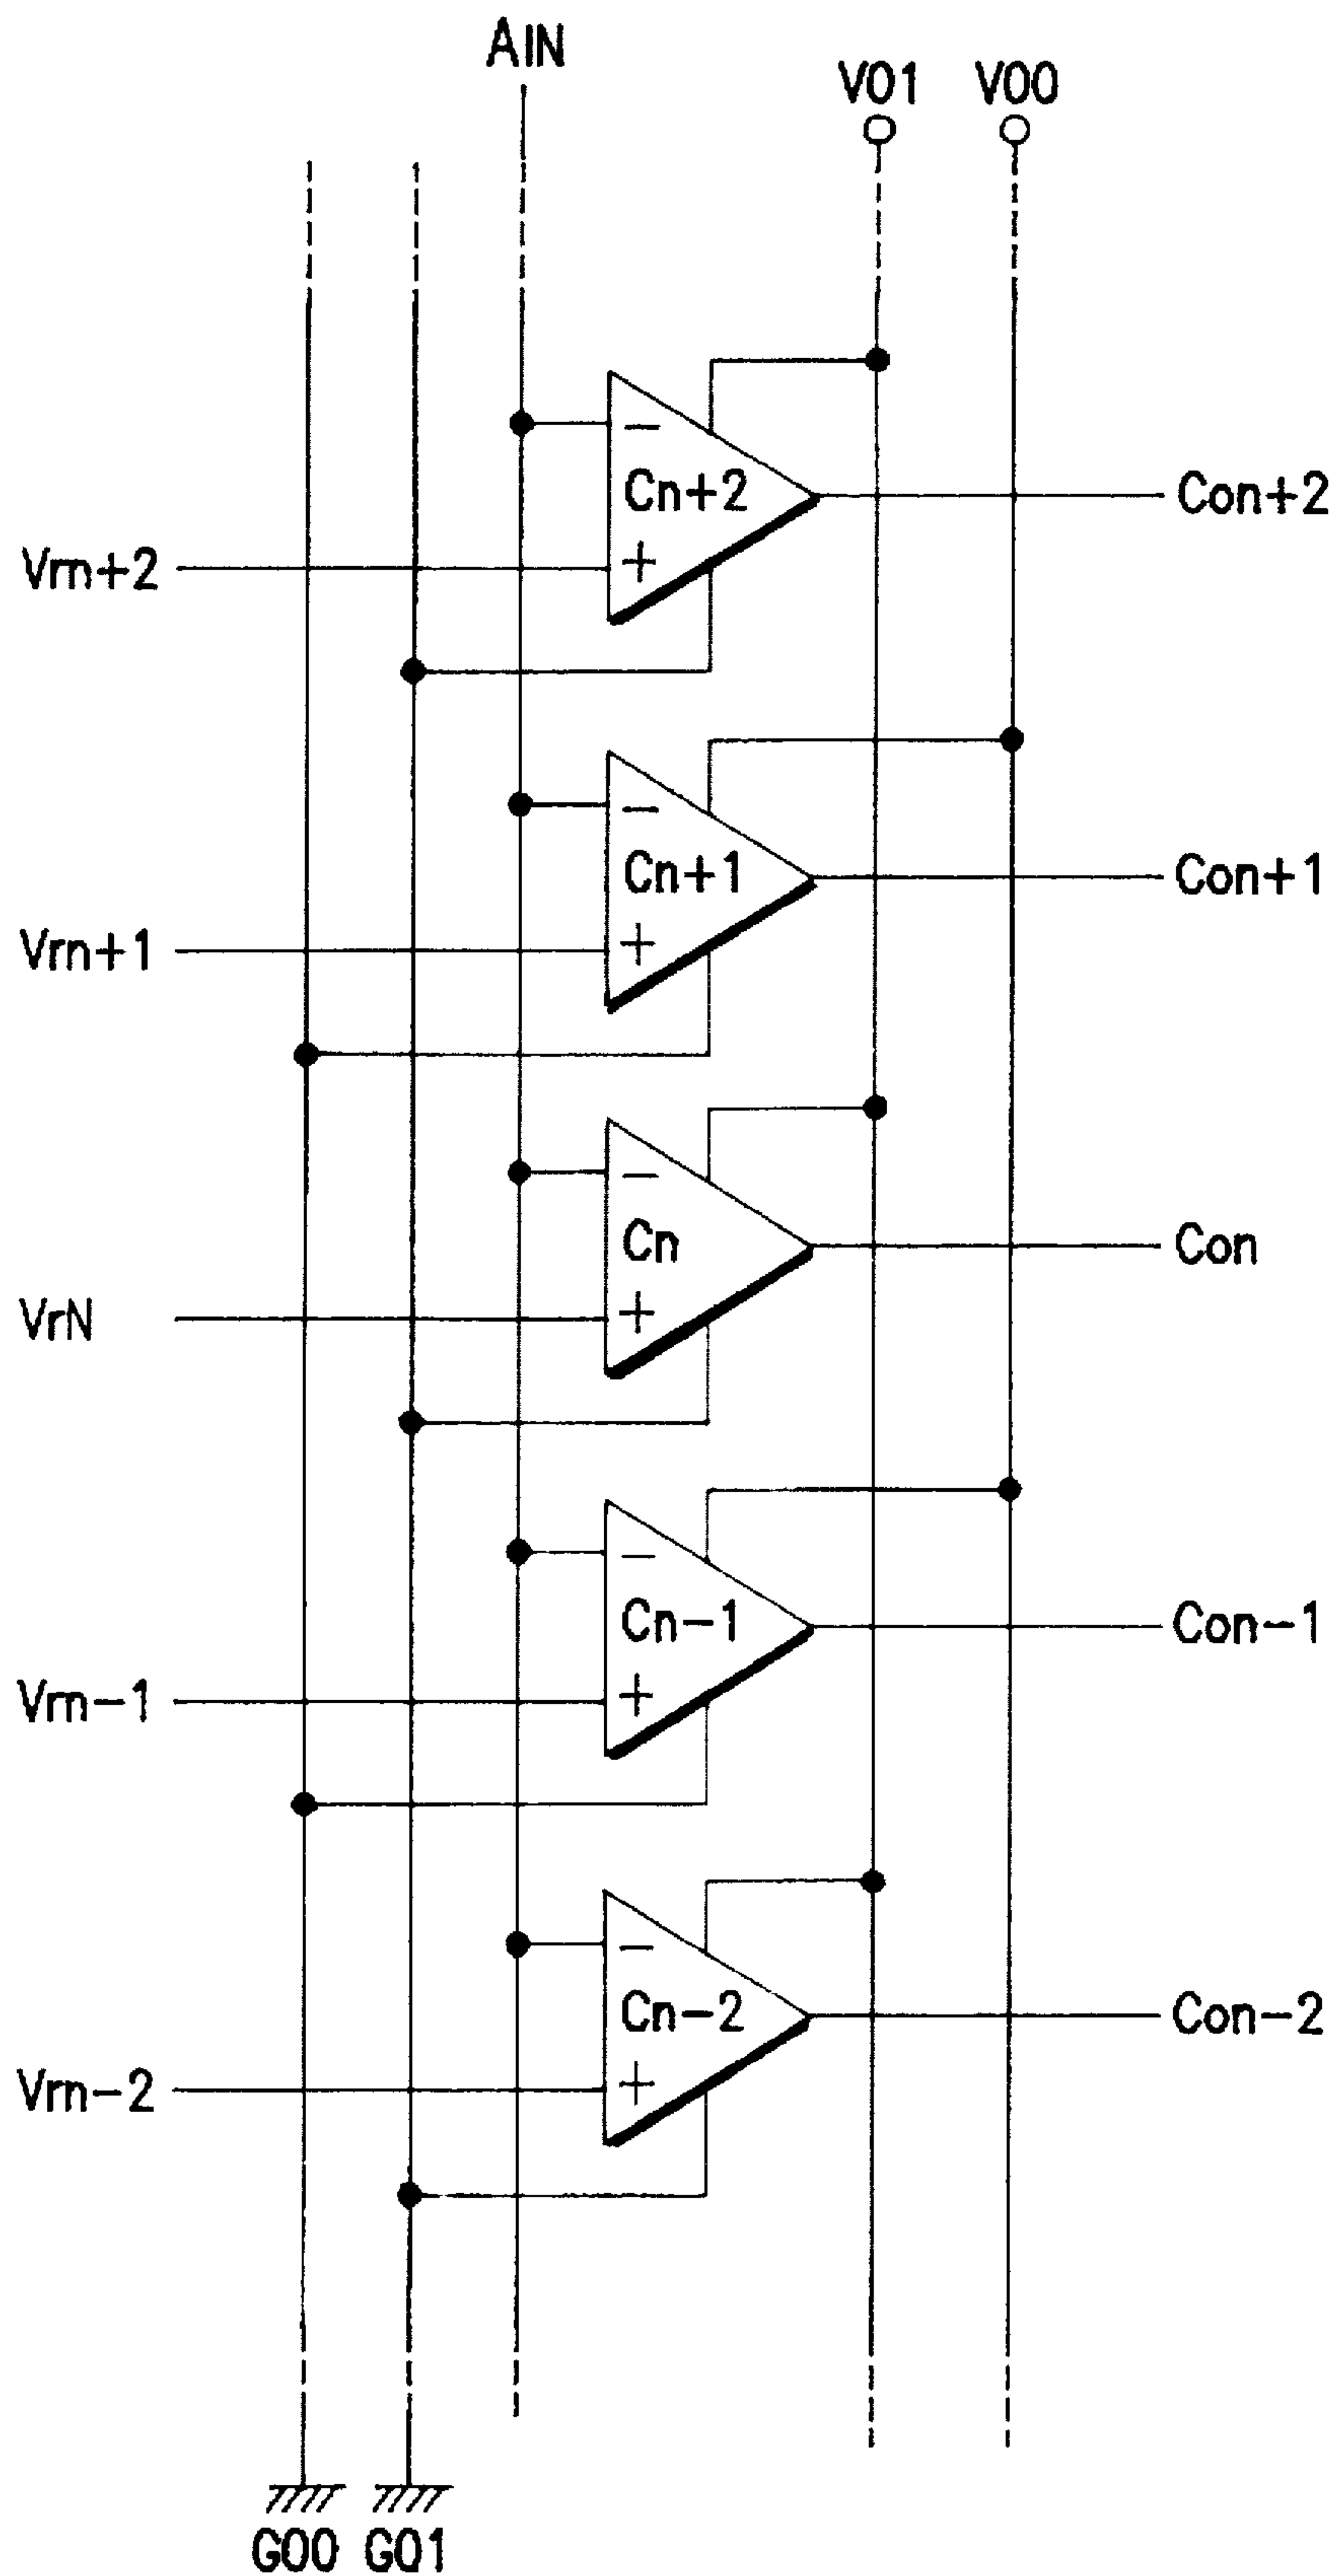 AIN
V01 V00
−
Cn+2
+
Con+2
Vrn+2
−
Cn+1
+
Con+1
Vrn+1
−
Cn
+
Con
VrN
−
Cn−1
+
Con−1
Vrn−1
−
Cn−2
+
Con−2
Vrn−2
G00 G01